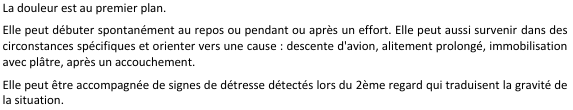 La douleur est au premier plan.
Elle peut débuter spontanément au repos ou pendant ou après un effort. Elle peut aussi survenir dans des
circonstances spécifiques et orienter vers une cause : descente d'avion, alitement prolongé, immobilisation
avec plâtre, après un accouchement.
Elle peut être accompagnée de signes de détresse détectés lors du 2ème regard qui traduisent la gravité de
la situation.